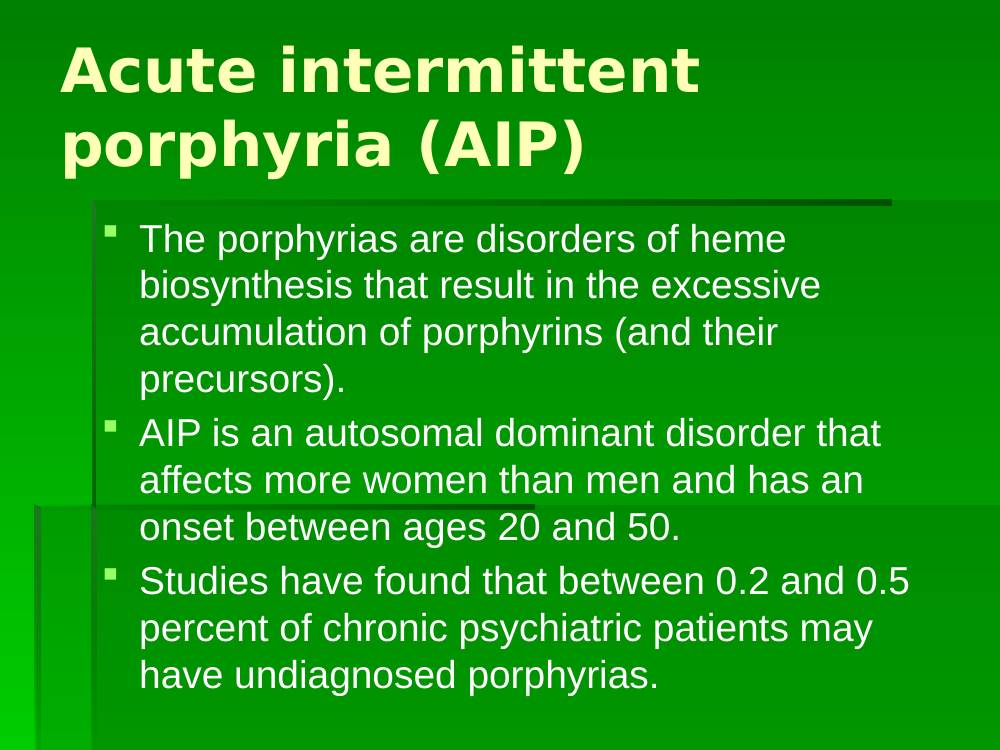 Acute intermittent
porphyria (AIP)
The porphyrias are disorders of heme
biosynthesis that result in the excessive
accumulation of porphyrins (and their
precursors).
AIP is an autosomal dominant disorder that
affects more women than men and has an
onset between ages 20 and 50.
Studies have found that between 0.2 and 0.5
percent of chronic psychiatric patients may
have undiagnosed porphyrias.